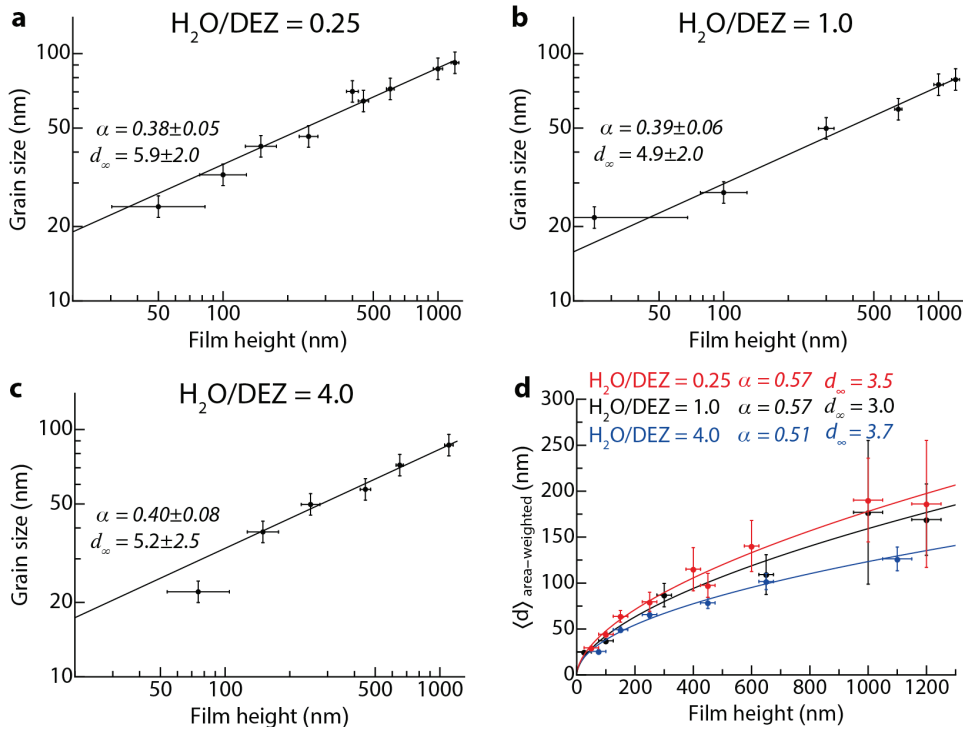 a
H₂O/DEZ = 0.25
Grain size (nm)
100
50
20
10
α = 0.38±0.05
d∞ = 5.9±2.0
50 100 500 1000
Film height (nm)
b
H₂O/DEZ = 1.0
Grain size (nm)
100
50
20
10
α = 0.39±0.06
d∞ = 4.9±2.0
50 100 500 1000
Film height (nm)
c
H₂O/DEZ = 4.0
Grain size (nm)
100
50
20
10
α = 0.40±0.08
d∞ = 5.2±2.5
50 100 500 1000
Film height (nm)
d
H₂O/DEZ = 0.25 α = 0.57 d∞ = 3.5
H₂O/DEZ = 1.0 α = 0.57 d∞ = 3.0
H₂O/DEZ = 4.0 α = 0.51 d∞ = 3.7
⟨d⟩ area−weighted (nm)
300
250
200
150
100
50
0
0 200 400 600 800 1000 1200
Film height (nm)